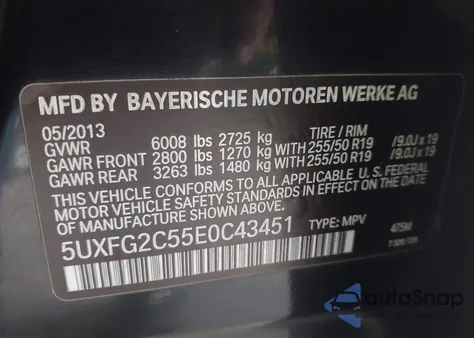 MFD BY BAYERISCHE MOTOREN WERKE AG
05/2013
GVWR 6008 lbs 2725 kg TIRE / RIM
GAWR FRONT 2800 lbs 1270 kg WITH 255/50 R19 /9.0J x 19
GAWR REAR 3263 lbs 1480 kg WITH 255/50 R19 /9.0J x 19
THIS VEHICLE CONFORMS TO ALL APPLICABLE U.S. FEDERAL
MOTOR VEHICLE SAFETY STANDARDS IN EFFECT ON THE
DATE OF MANUFACTURE SHOWN ABOVE.
5UXFG2C55E0C43451 TYPE: MPV 475M
autoSnap